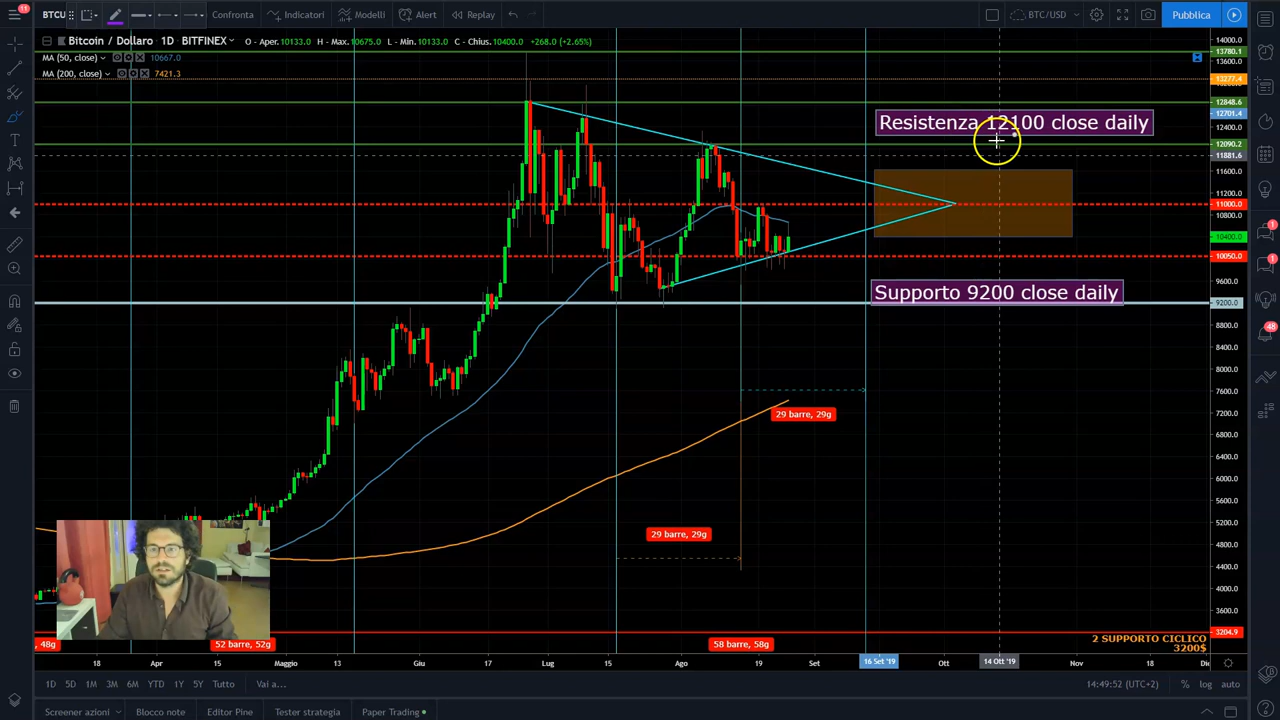 11
BTCU
Confronta
Indicatori
Modelli
Alert
Replay
BTC/USD
Pubblica
Bitcoin / Dollaro 1D BITFINEX O - Aper. 10133.0 H - Max. 10675.0 L - Min. 10133.0 C - Chius. 10400.0 +268.0 (+2.65%)
MA (50, close) 10667.0
MA (200, close) 7421.3
14000.0
13780.1
13600.0
13277.4
12848.6
12701.4
12400.0
12090.2
11881.6
11600.0
11200.0
11000.0
10800.0
10400.0
10050.0
9600.0
9200.0
8800.0
8400.0
8000.0
7600.0
7200.0
6800.0
6400.0
6000.0
5600.0
5200.0
4800.0
4400.0
4000.0
3600.0
3204.9
Resistenza 12100 close daily
Supporto 9200 close daily
29 barre, 29g
29 barre, 29g
, 48g
52 barre, 52g
58 barre, 58g
2 SUPPORTO CICLICO
3200$
1
1
48
18 Apr 15 Maggio 13 Giu 17 Lug 15 Ago 19 Set 16 Set '19 Ott 14 Ott '19 Nov 18 Dic
1D 5D 1M 3M 6M YTD 1Y 5Y Tutto Vai a... 14:49:52 (UTC+2) % log auto
Screener azioni Blocco note Editor Pine Tester strategia Paper Trading